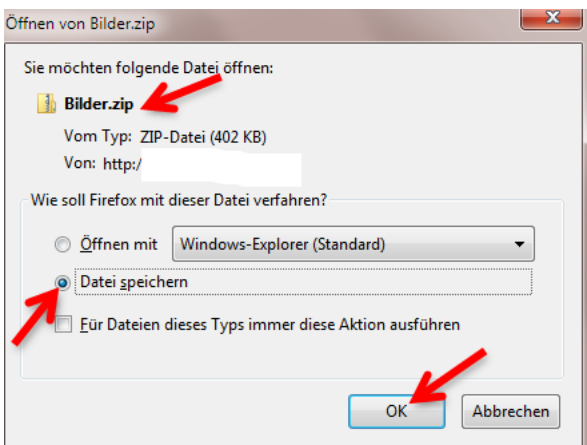 Öffnen von Bilder.zip
Sie möchten folgende Datei öffnen:
Bilder.zip
Vom Typ: ZIP-Datei (402 KB)
Von: http:/
Wie soll Firefox mit dieser Datei verfahren?
Öffnen mit Windows-Explorer (Standard)
Datei speichern
Für Dateien dieses Typs immer diese Aktion ausführen
OK Abbrechen